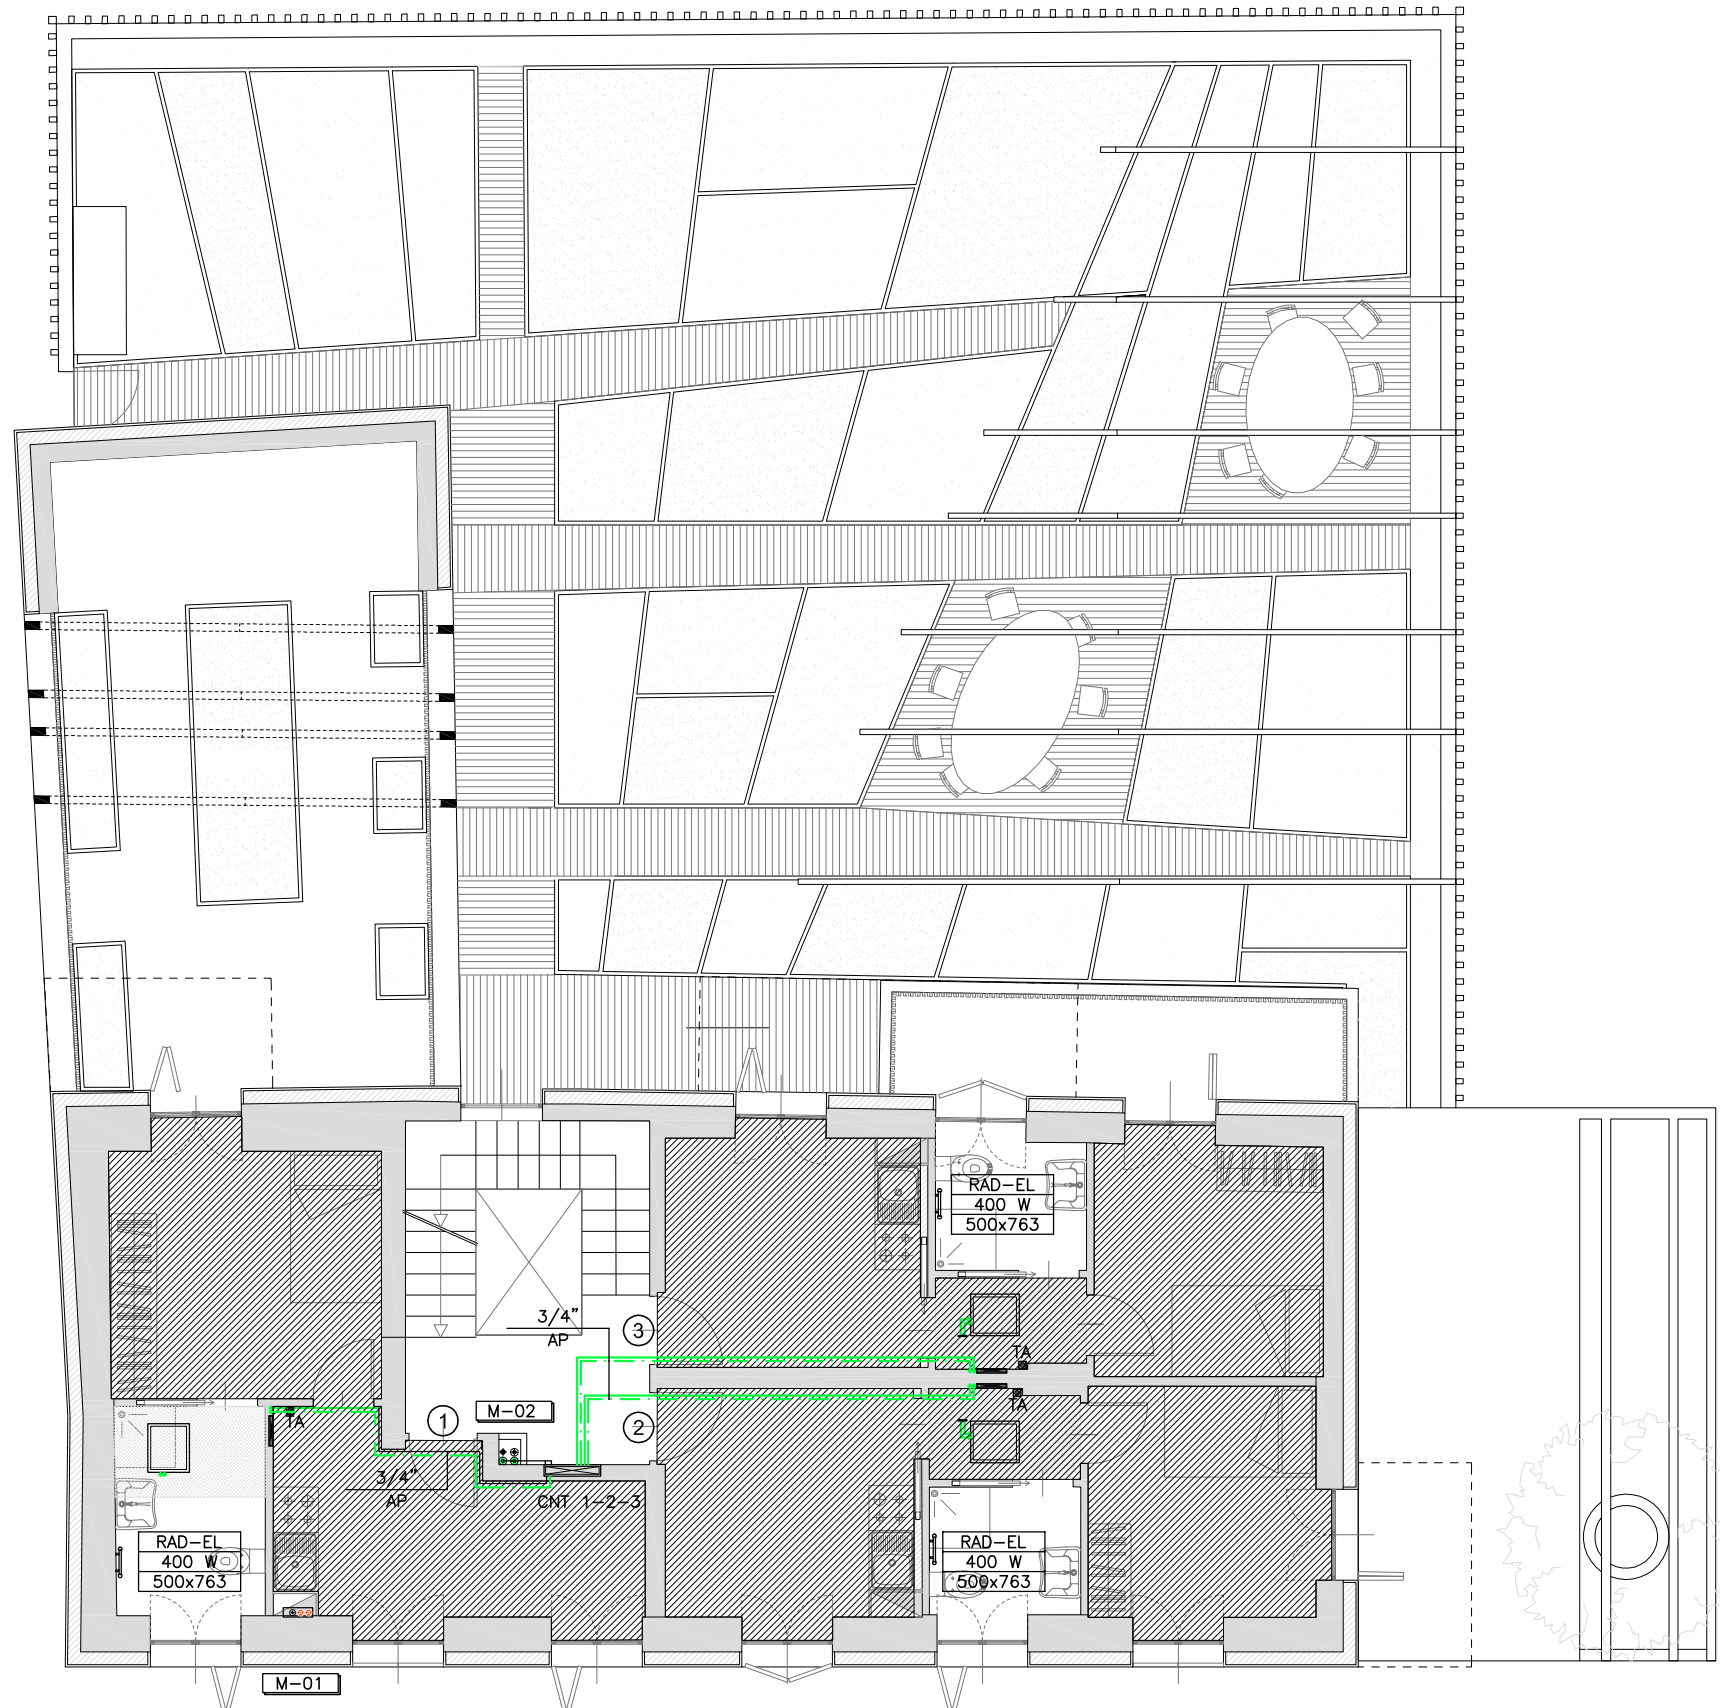 RAD-EL
400 W
500x763
3/4"
AP
3
TA
TA
M-02
1
2
TA
3/4"
AP
CNT 1-2-3
RAD-EL
400 W
500x763
RAD-EL
400 W
500x763
M-01